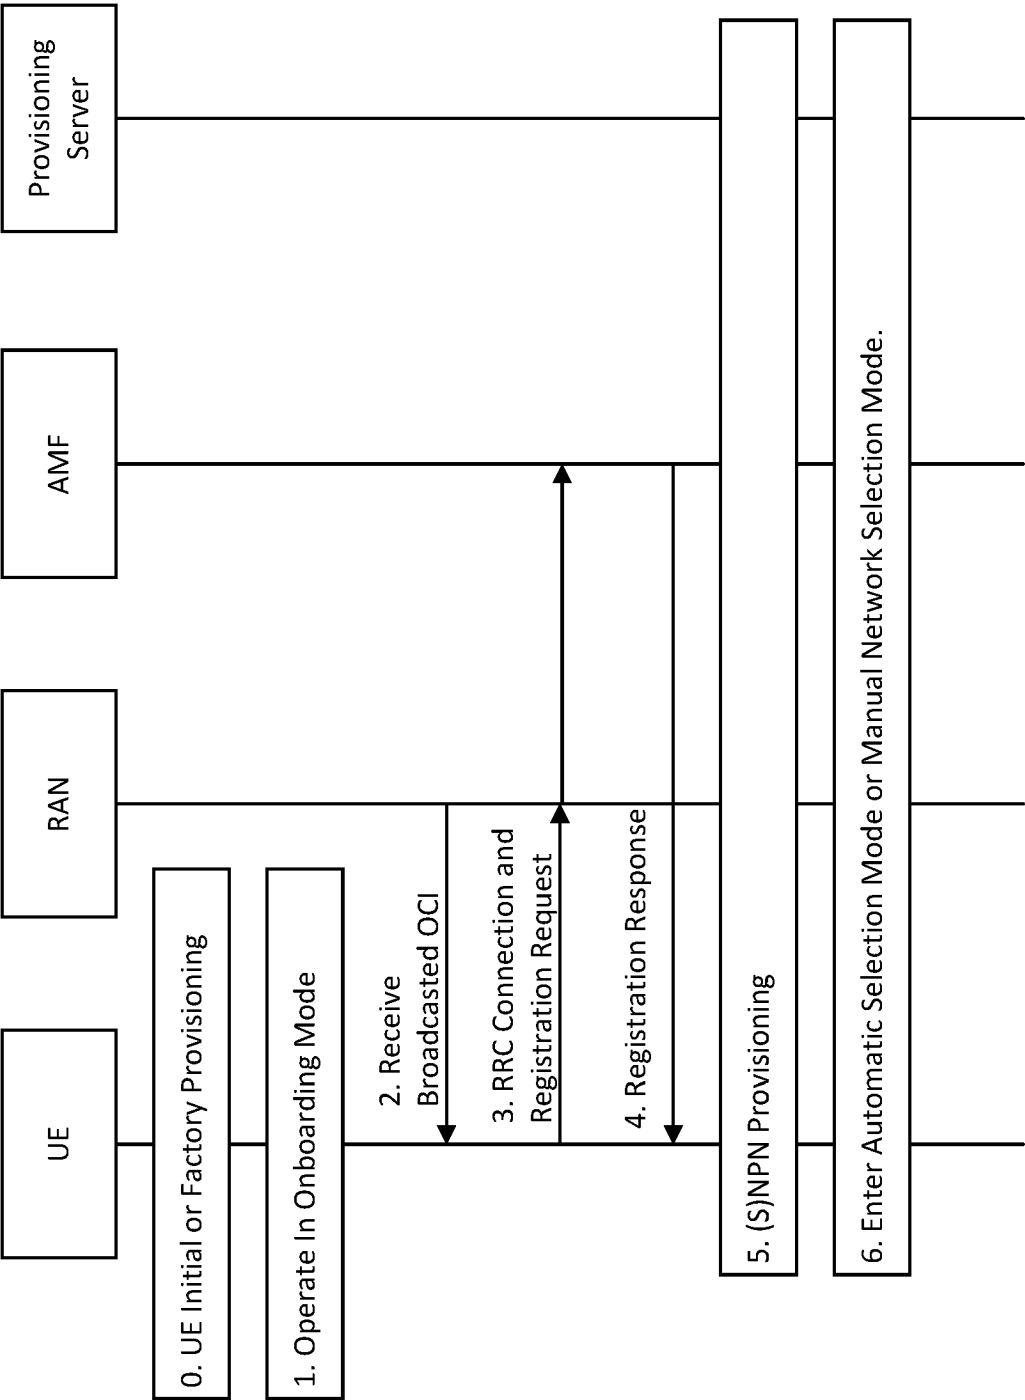 UE
RAN
AMF
Provisioning
Server
0. UE Initial or Factory Provisioning
1. Operate In Onboarding Mode
2. Receive
Broadcasted OCI
3. RRC Connection and
Registration Request
4. Registration Response
5. (S)NPN Provisioning
6. Enter Automatic Selection Mode or Manual Network Selection Mode.